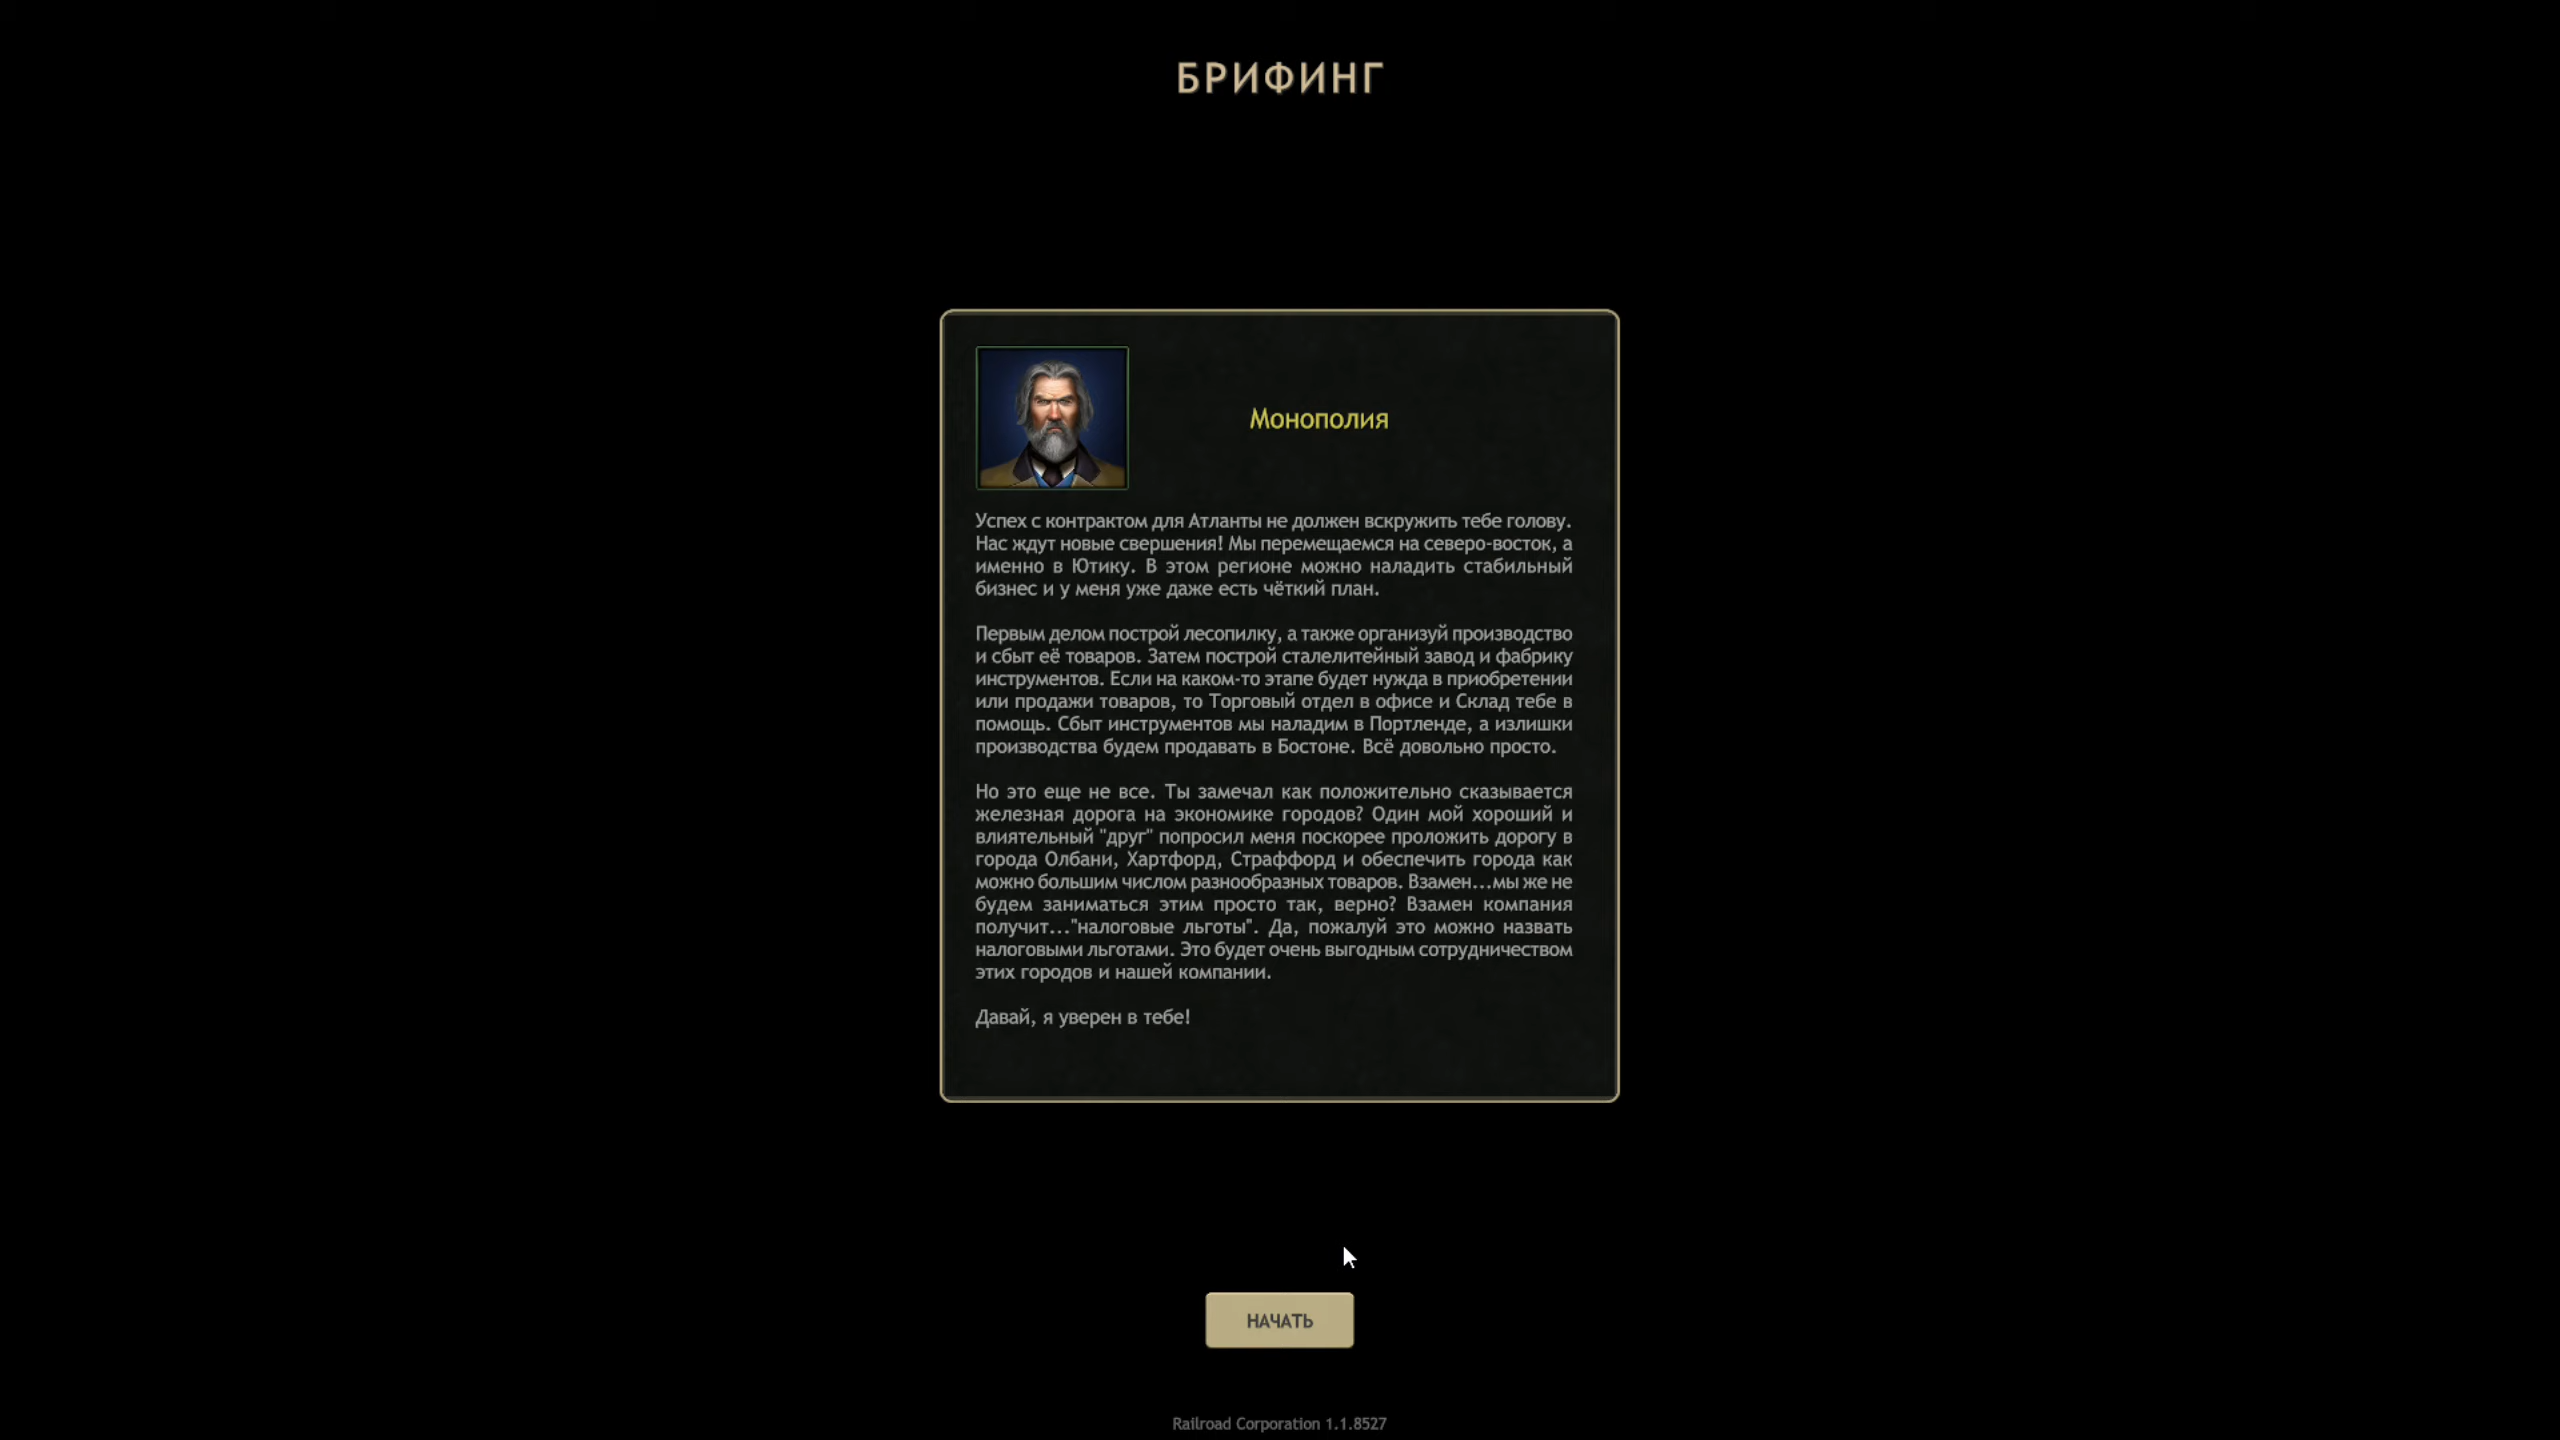 БРИФИНГ
Монополия
Успех с контрактом для Атланты не должен вскружить тебе голову.
Нас ждут новые свершения! Мы перемещаемся на северо-восток, а
именно в Ютику. В этом регионе можно наладить стабильный
бизнес и у меня уже даже есть чёткий план.
Первым делом построй лесопилку, а также организуй производство
и сбыт её товаров. Затем построй сталелитейный завод и фабрику
инструментов. Если на каком-то этапе будет нужда в приобретении
или продажи товаров, то Торговый отдел в офисе и Склад тебе в
помощь. Сбыт инструментов мы наладим в Портленде, а излишки
производства будем продавать в Бостоне. Всё довольно просто.
Но это еще не все. Ты замечал как положительно сказывается
железная дорога на экономике городов? Один мой хороший и
влиятельный "друг" попросил меня поскорее проложить дорогу в
города Олбани, Хартфорд, Страффорд и обеспечить города как
можно большим числом разнообразных товаров. Взамен...мы же не
будем заниматься этим просто так, верно? Взамен компания
получит..."налоговые льготы". Да, пожалуй это можно назвать
налоговыми льготами. Это будет очень выгодным сотрудничеством
этих городов и нашей компании.
Давай, я уверен в тебе!
НАЧАТЬ
Railroad Corporation 1.1.8527